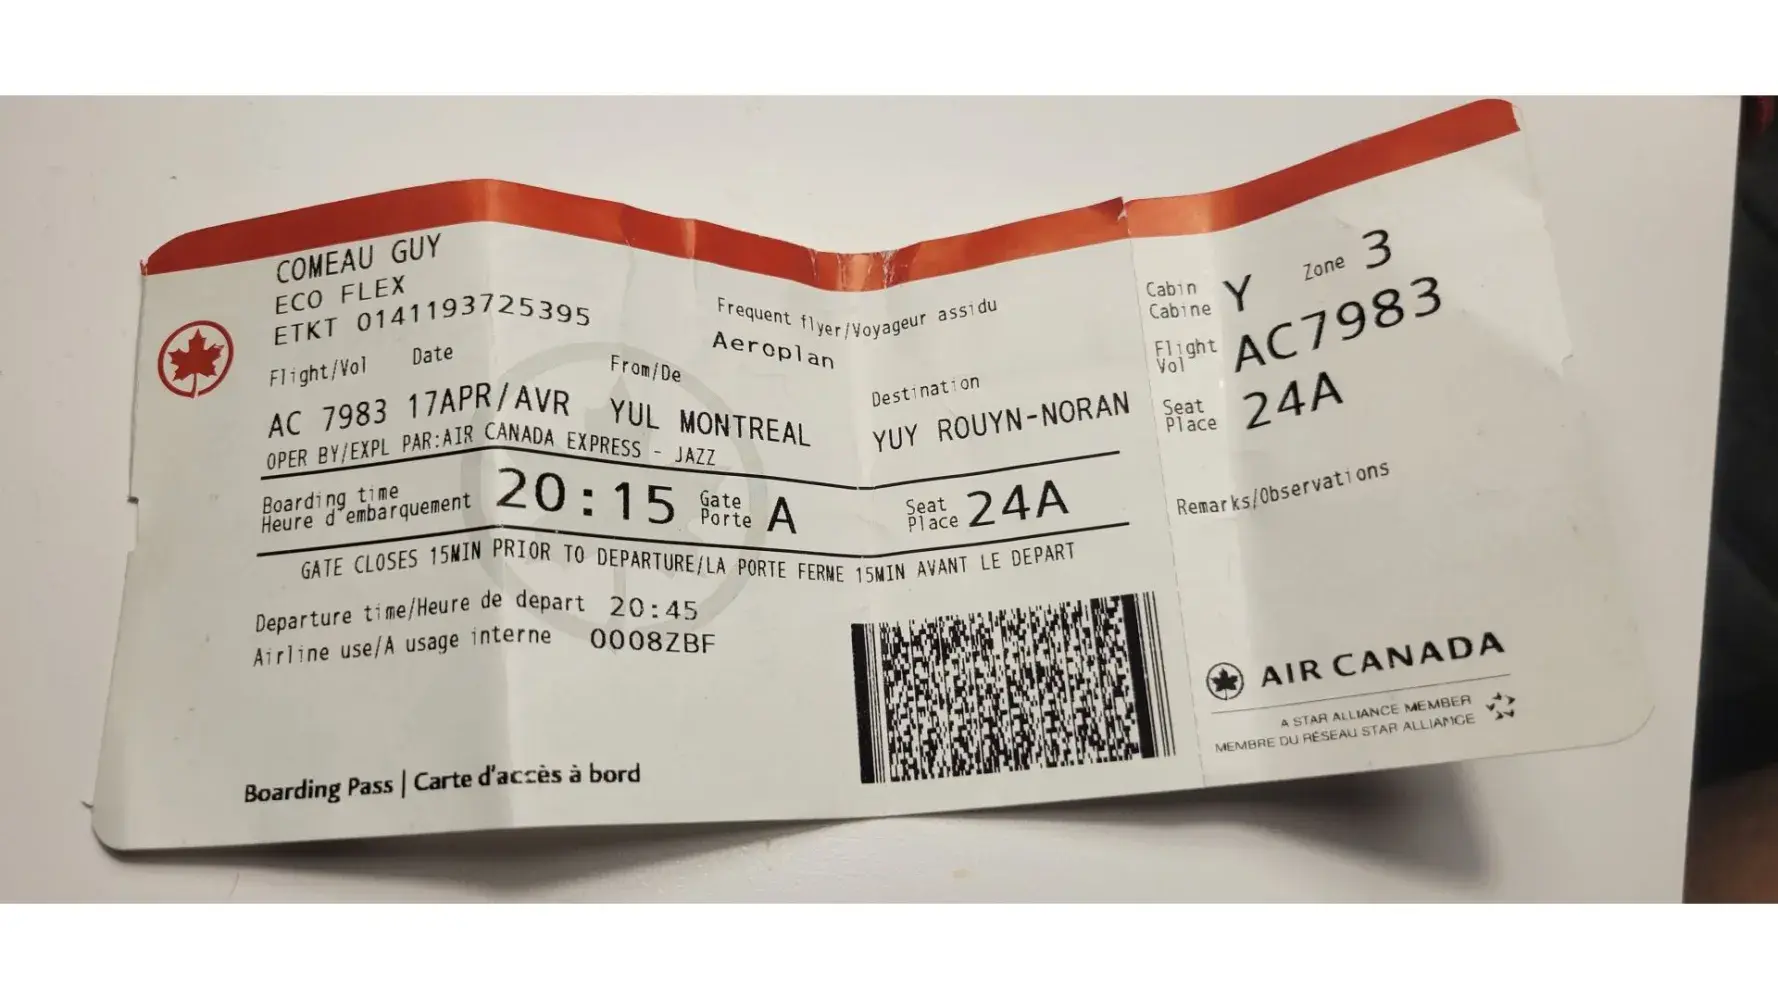 COMEAU GUY
ECO FLEX
ETKT 0141193725395
Frequent flyer/Voyageur assidu
Aeroplan
Flight/Vol Date From/De Destination
AC 7983 17APR/AVR YUL MONTREAL YUY ROUYN-NORAN
OPER BY/EXPL PAR:AIR CANADA EXPRESS - JAZZ
Boarding time
Heure d'embarquement 20:15 Gate
Porte A Seat
Place 24A
GATE CLOSES 15MIN PRIOR TO DEPARTURE/LA PORTE FERME 15MIN AVANT LE DEPART
Departure time/Heure de depart 20:45
Airline use/A usage interne 0008ZBF
Boarding Pass | Carte d'accès à bord
Cabin
Cabine Y Zone 3
Flight
Vol AC7983
Seat
Place 24A
Remarks/Observations
AIR CANADA
A STAR ALLIANCE MEMBER
MEMBRE DU RÉSEAU STAR ALLIANCE